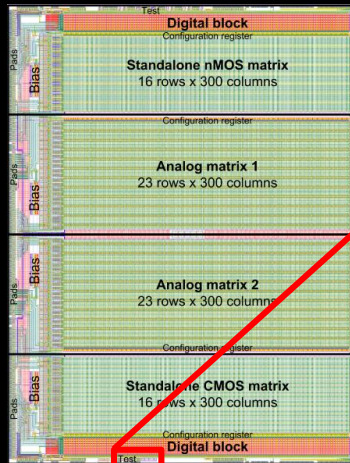 Test
Digital block
Configuration register
Pads
Bias
Standalone nMOS matrix
16 rows x 300 columns
Configuration register
Pads
Bias
Analog matrix 1
23 rows x 300 columns
Pads
Bias
Analog matrix 2
23 rows x 300 columns
Configuration register
Pads
Bias
Standalone CMOS matrix
16 rows x 300 columns
Configuration register
Digital block
Test